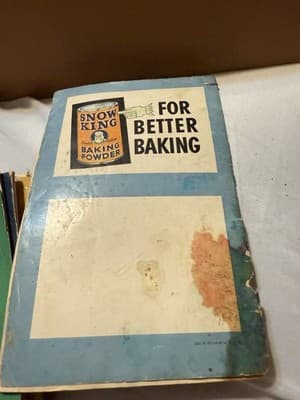 SNOW
KING
BAKING
POWDER
FOR
BETTER
BAKING